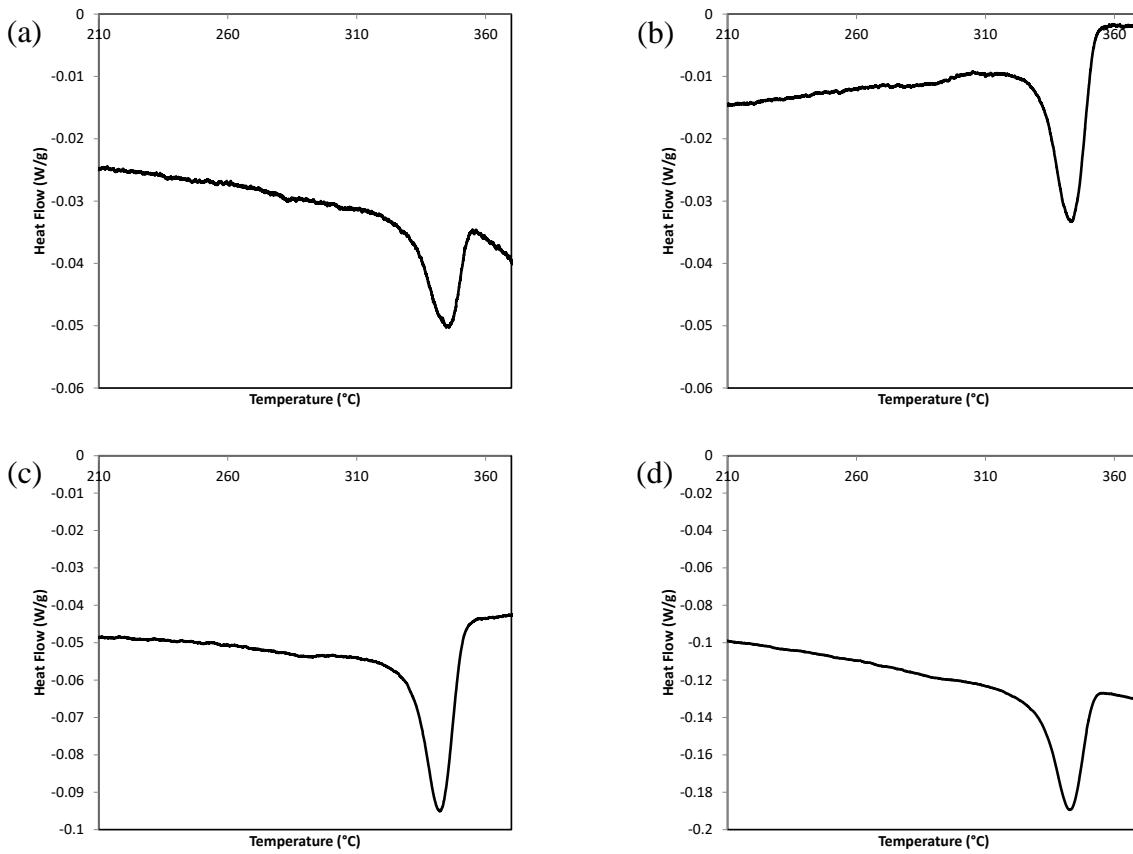 (a)
0
210 260 310 360
-0.01
-0.02
-0.03
-0.04
-0.05
-0.06
Heat Flow (W/g)
Temperature (°C)
(b)
0
210 260 310 360
-0.01
-0.02
-0.03
-0.04
-0.05
-0.06
Heat Flow (W/g)
Temperature (°C)
(c)
0
210 260 310 360
-0.01
-0.02
-0.03
-0.04
-0.05
-0.06
-0.07
-0.08
-0.09
-0.1
Heat Flow (W/g)
Temperature (°C)
(d)
0
210 260 310 360
-0.02
-0.04
-0.06
-0.08
-0.1
-0.12
-0.14
-0.16
-0.18
-0.2
Heat Flow (W/g)
Temperature (°C)